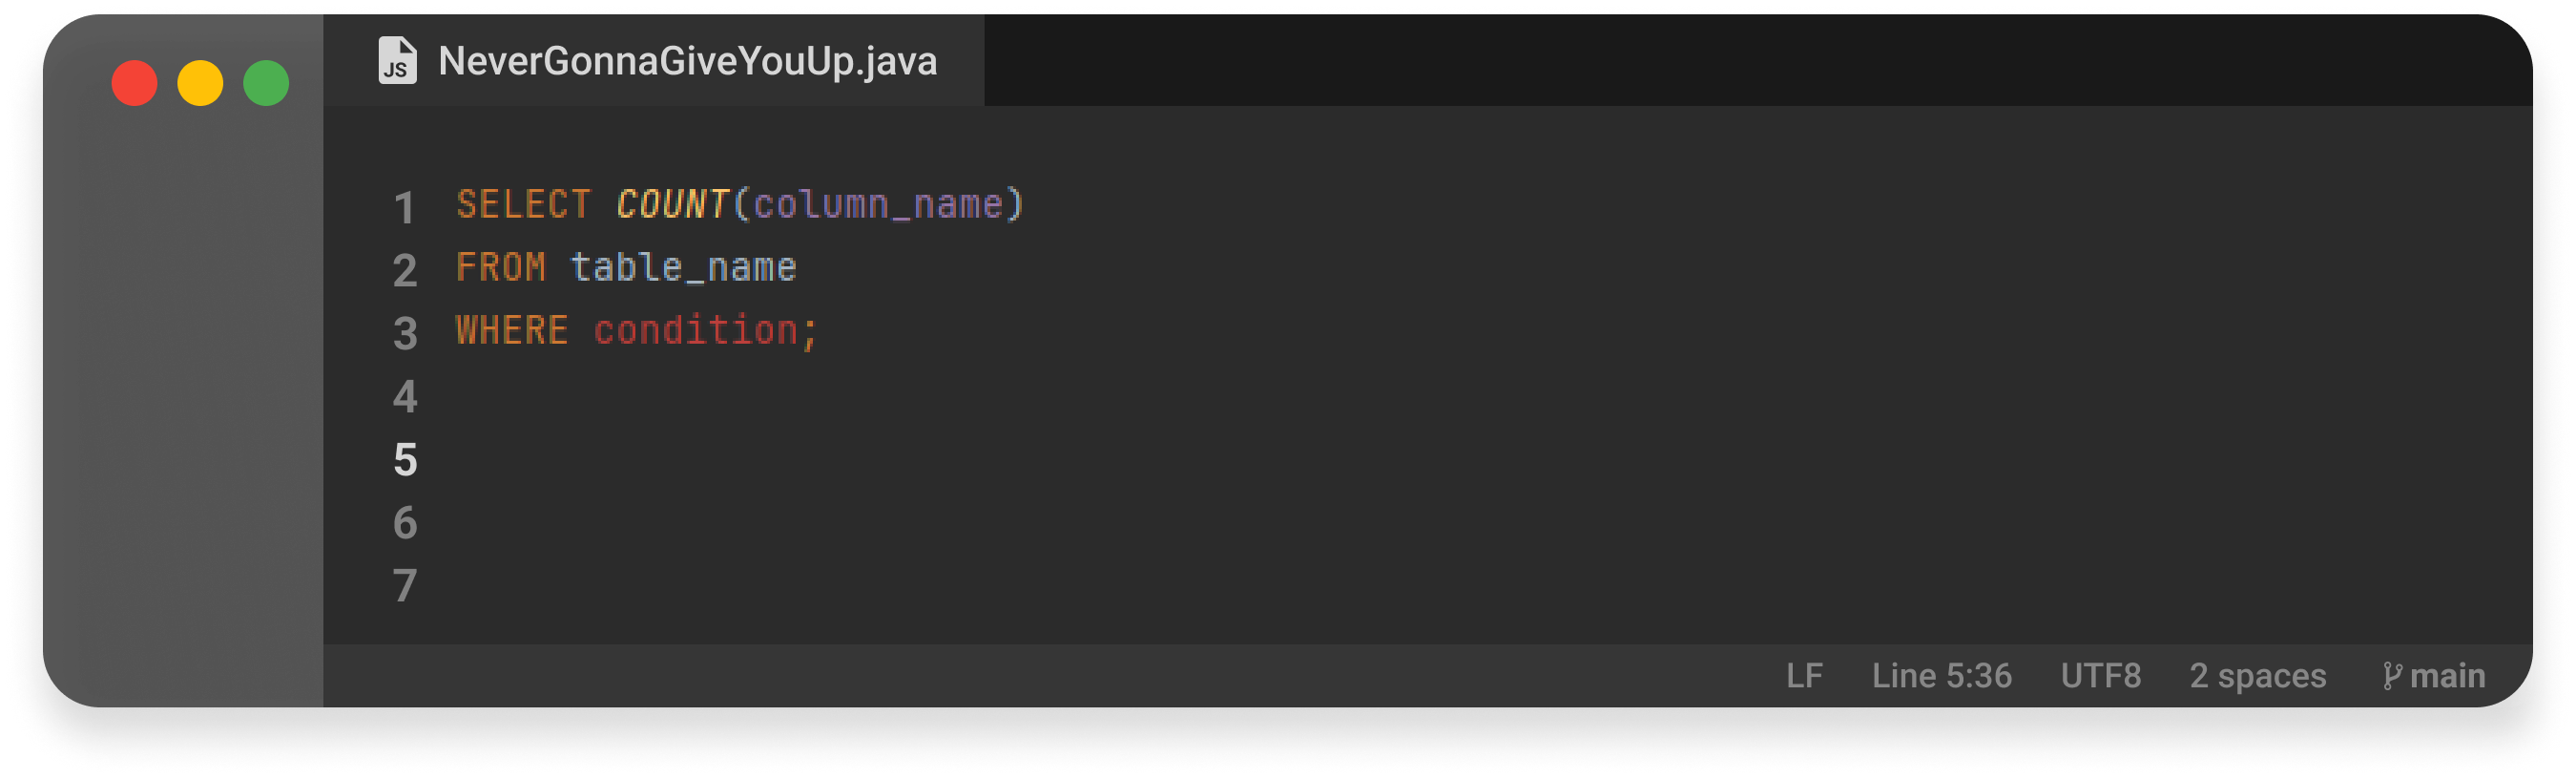 JS NeverGonnaGiveYouUp.java
1 SELECT COUNT(column_name)
2 FROM table_name
3 WHERE condition;
4
5
6
7
LF Line 5:36 UTF8 2 spaces main